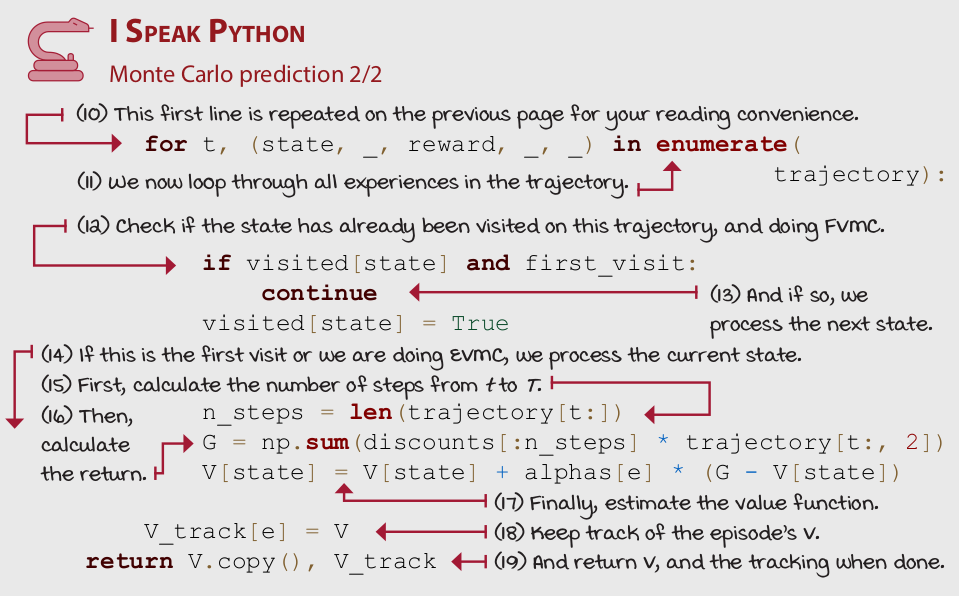 I SPEAK PYTHON
Monte Carlo prediction 2/2
(10) This first line is repeated on the previous page for your reading convenience.
for t, (state, _, reward, _, _) in enumerate(
trajectory):
(11) We now loop through all experiences in the trajectory.
(12) Check if the state has already been visited on this trajectory, and doing FVMC.
if visited[state] and first_visit:
continue
(13) And if so, we
process the next state.
visited[state] = True
(14) If this is the first visit or we are doing EVMC, we process the current state.
(15) First, calculate the number of steps from t to T.
n_steps = len(trajectory[t:])
(16) Then,
calculate
the return.
G = np.sum(discounts[:n_steps] * trajectory[t:, 2])
V[state] = V[state] + alphas[e] * (G - V[state])
(17) Finally, estimate the value function.
V_track[e] = V
(18) Keep track of the episode's V.
return V.copy(), V_track
(19) And return V, and the tracking when done.